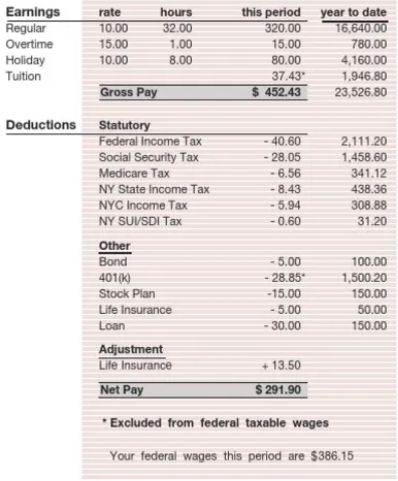 Earnings rate hours this period year to date
Regular 10.00 32.00 320.00 16,640.00
Overtime 15.00 1.00 15.00 780.00
Holiday 10.00 8.00 80.00 4,160.00
Tuition 37.43* 1,946.80
Gross Pay $ 452.43 23,526.80
Deductions Statutory
Federal Income Tax - 40.60 2,111.20
Social Security Tax - 28.05 1,458.60
Medicare Tax - 6.56 341.12
NY State Income Tax - 8.43 438.36
NYC Income Tax - 5.94 308.88
NY SUI/SDI Tax - 0.60 31.20
Other
Bond - 5.00 100.00
401(k) - 28.85* 1,500.20
Stock Plan -15.00 150.00
Life Insurance - 5.00 50.00
Loan - 30.00 150.00
Adjustment
Life Insurance + 13.50
Net Pay $ 291.90
* Excluded from federal taxable wages
Your federal wages this period are $386.15